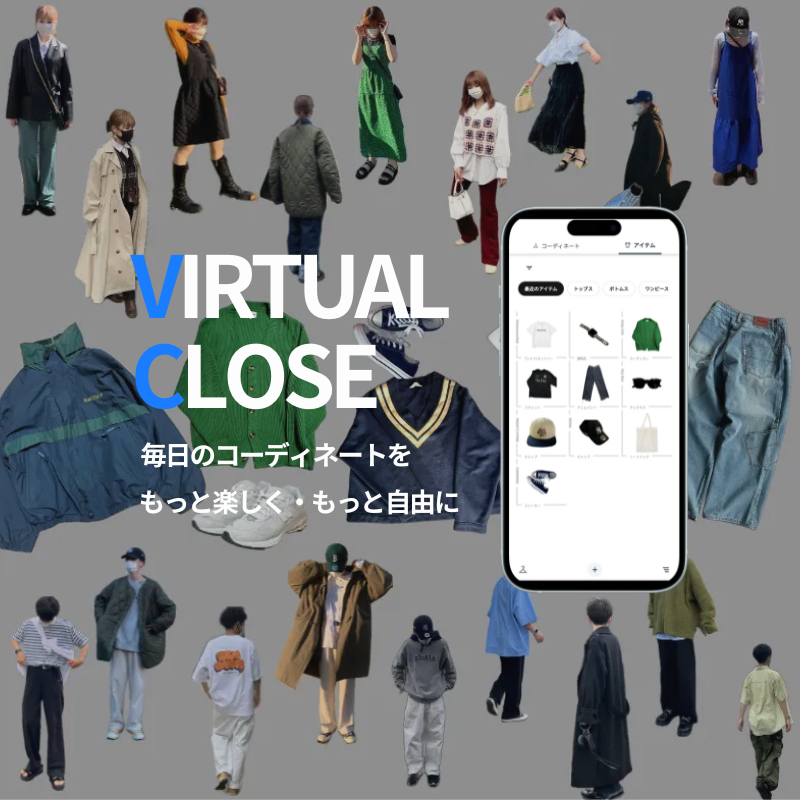 VIRTUAL
CLOSE
毎日のコーディネートを
もっと楽しく・もっと自由に
コーディネート
アイテム
最近のアイテム
トップス
ボトムス
ワンピース